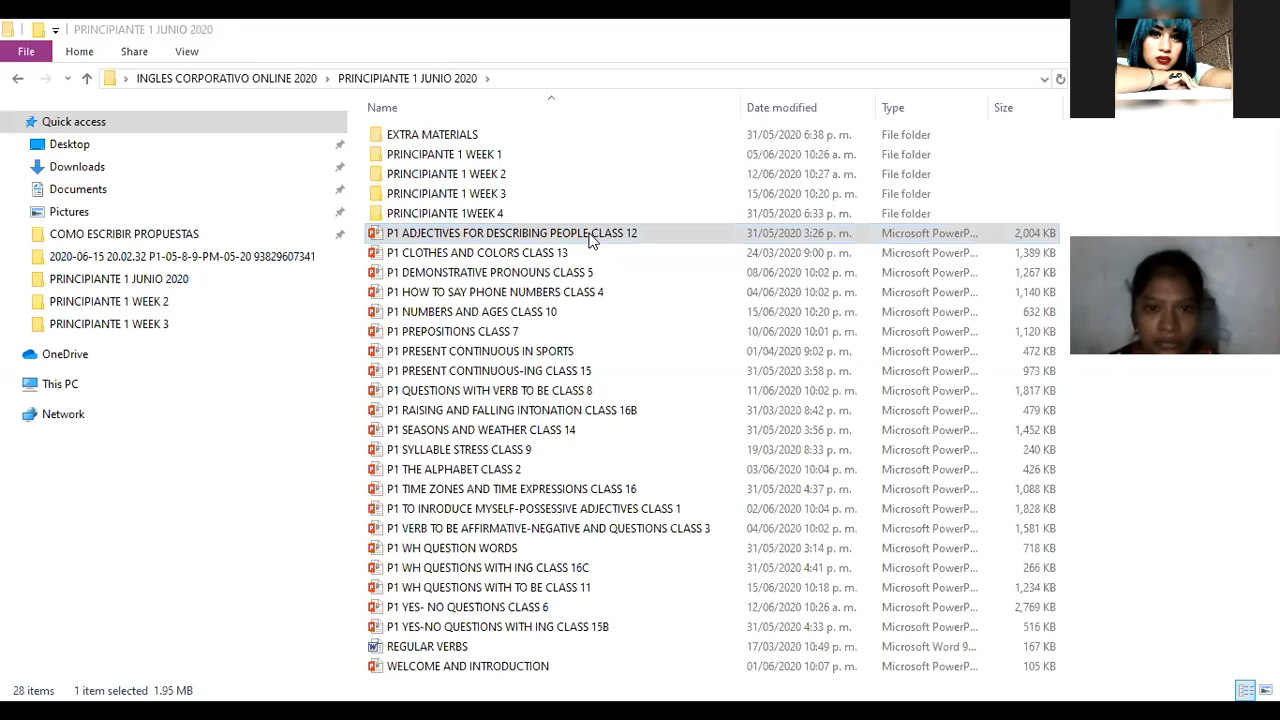 PRINCIPIANTE 1 JUNIO 2020
File Home Share View
INGLES CORPORATIVO ONLINE 2020 > PRINCIPIANTE 1 JUNIO 2020 >
Quick access
Desktop
Downloads
Documents
Pictures
COMO ESCRIBIR PROPUESTAS
2020-06-15 20.02.32 P1-05-8-9-PM-05-20 93829607341
PRINCIPIANTE 1 JUNIO 2020
PRINCIPIANTE 1 WEEK 2
PRINCIPIANTE 1 WEEK 3
OneDrive
This PC
Network
Name Date modified Type Size
EXTRA MATERIALS 31/05/2020 6:38 p. m. File folder
PRINCIPANTE 1 WEEK 1 05/06/2020 10:26 a. m. File folder
PRINCIPIANTE 1 WEEK 2 12/06/2020 10:27 a. m. File folder
PRINCIPIANTE 1 WEEK 3 15/06/2020 10:20 p. m. File folder
PRINCIPIANTE 1WEEK 4 31/05/2020 6:33 p. m. File folder
P1 ADJECTIVES FOR DESCRIBING PEOPLE CLASS 12 31/05/2020 3:26 p. m. Microsoft PowerP... 2,004 KB
P1 CLOTHES AND COLORS CLASS 13 24/03/2020 9:00 p. m. Microsoft PowerP... 1,389 KB
P1 DEMONSTRATIVE PRONOUNS CLASS 5 08/06/2020 10:02 p. m. Microsoft PowerP... 1,267 KB
P1 HOW TO SAY PHONE NUMBERS CLASS 4 04/06/2020 10:02 p. m. Microsoft PowerP... 1,140 KB
P1 NUMBERS AND AGES CLASS 10 15/06/2020 10:20 p. m. Microsoft PowerP... 632 KB
P1 PREPOSITIONS CLASS 7 10/06/2020 10:01 p. m. Microsoft PowerP... 1,120 KB
P1 PRESENT CONTINUOUS IN SPORTS 01/04/2020 9:02 p. m. Microsoft PowerP... 472 KB
P1 PRESENT CONTINUOUS-ING CLASS 15 31/05/2020 3:58 p. m. Microsoft PowerP... 973 KB
P1 QUESTIONS WITH VERB TO BE CLASS 8 11/06/2020 10:02 p. m. Microsoft PowerP... 1,817 KB
P1 RAISING AND FALLING INTONATION CLASS 16B 31/03/2020 8:42 p. m. Microsoft PowerP... 479 KB
P1 SEASONS AND WEATHER CLASS 14 31/05/2020 3:56 p. m. Microsoft PowerP... 1,452 KB
P1 SYLLABLE STRESS CLASS 9 19/03/2020 8:33 p. m. Microsoft PowerP... 240 KB
P1 THE ALPHABET CLASS 2 03/06/2020 10:04 p. m. Microsoft PowerP... 426 KB
P1 TIME ZONES AND TIME EXPRESSIONS CLASS 16 31/05/2020 4:37 p. m. Microsoft PowerP... 1,088 KB
P1 TO INRODUCE MYSELF-POSSESSIVE ADJECTIVES CLASS 1 02/06/2020 10:04 p. m. Microsoft PowerP... 1,828 KB
P1 VERB TO BE AFFIRMATIVE-NEGATIVE AND QUESTIONS CLASS 3 04/06/2020 10:02 p. m. Microsoft PowerP... 1,581 KB
P1 WH QUESTION WORDS 31/05/2020 3:14 p. m. Microsoft PowerP... 718 KB
P1 WH QUESTIONS WITH ING CLASS 16C 31/05/2020 4:41 p. m. Microsoft PowerP... 266 KB
P1 WH QUESTIONS WITH TO BE CLASS 11 15/06/2020 10:18 p. m. Microsoft PowerP... 1,234 KB
P1 YES- NO QUESTIONS CLASS 6 12/06/2020 10:26 a. m. Microsoft PowerP... 2,769 KB
P1 YES-NO QUESTIONS WITH ING CLASS 15B 31/05/2020 4:33 p. m. Microsoft PowerP... 516 KB
REGULAR VERBS 17/03/2020 10:49 p. m. Microsoft Word 9... 167 KB
WELCOME AND INTRODUCTION 01/06/2020 10:07 p. m. Microsoft PowerP... 105 KB
28 items 1 item selected 1.95 MB